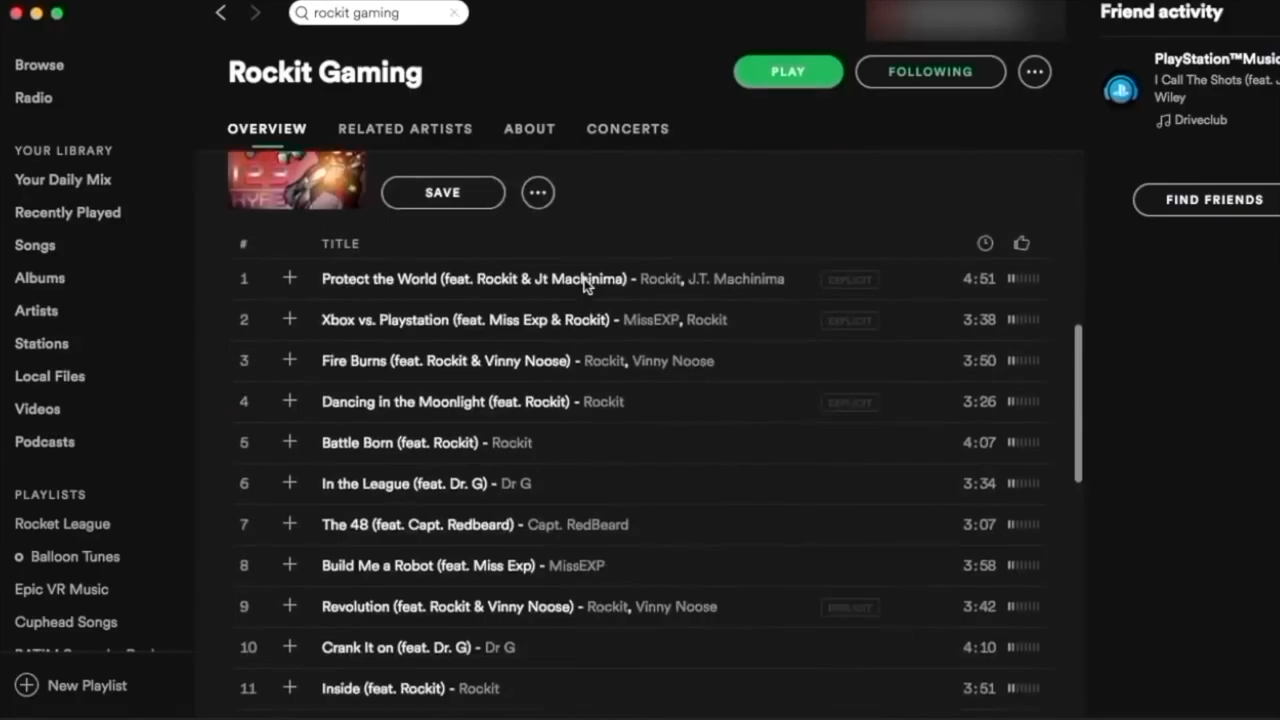 rockit gaming
Friend activity
Rockit Gaming
PLAY
FOLLOWING
OVERVIEW
RELATED ARTISTS
ABOUT
CONCERTS
Browse
Radio
YOUR LIBRARY
Your Daily Mix
Recently Played
Songs
Albums
Artists
Stations
Local Files
Videos
Podcasts
PLAYLISTS
Rocket League
Balloon Tunes
Epic VR Music
Cuphead Songs
New Playlist
SAVE
# TITLE
1 Protect the World (feat. Rockit & Jt Machinima) - Rockit, J.T. Machinima EXPLICIT 4:51
2 Xbox vs. Playstation (feat. Miss Exp & Rockit) - MissEXP, Rockit EXPLICIT 3:38
3 Fire Burns (feat. Rockit & Vinny Noose) - Rockit, Vinny Noose 3:50
4 Dancing in the Moonlight (feat. Rockit) - Rockit EXPLICIT 3:26
5 Battle Born (feat. Rockit) - Rockit 4:07
6 In the League (feat. Dr. G) - Dr G 3:34
7 The 48 (feat. Capt. Redbeard) - Capt. RedBeard 3:07
8 Build Me a Robot (feat. Miss Exp) - MissEXP 3:58
9 Revolution (feat. Rockit & Vinny Noose) - Rockit, Vinny Noose EXPLICIT 3:42
10 Crank It on (feat. Dr. G) - Dr G 4:10
11 Inside (feat. Rockit) - Rockit 3:51
PlayStation™Music
I Call The Shots (feat. J
Wiley
Driveclub
FIND FRIENDS